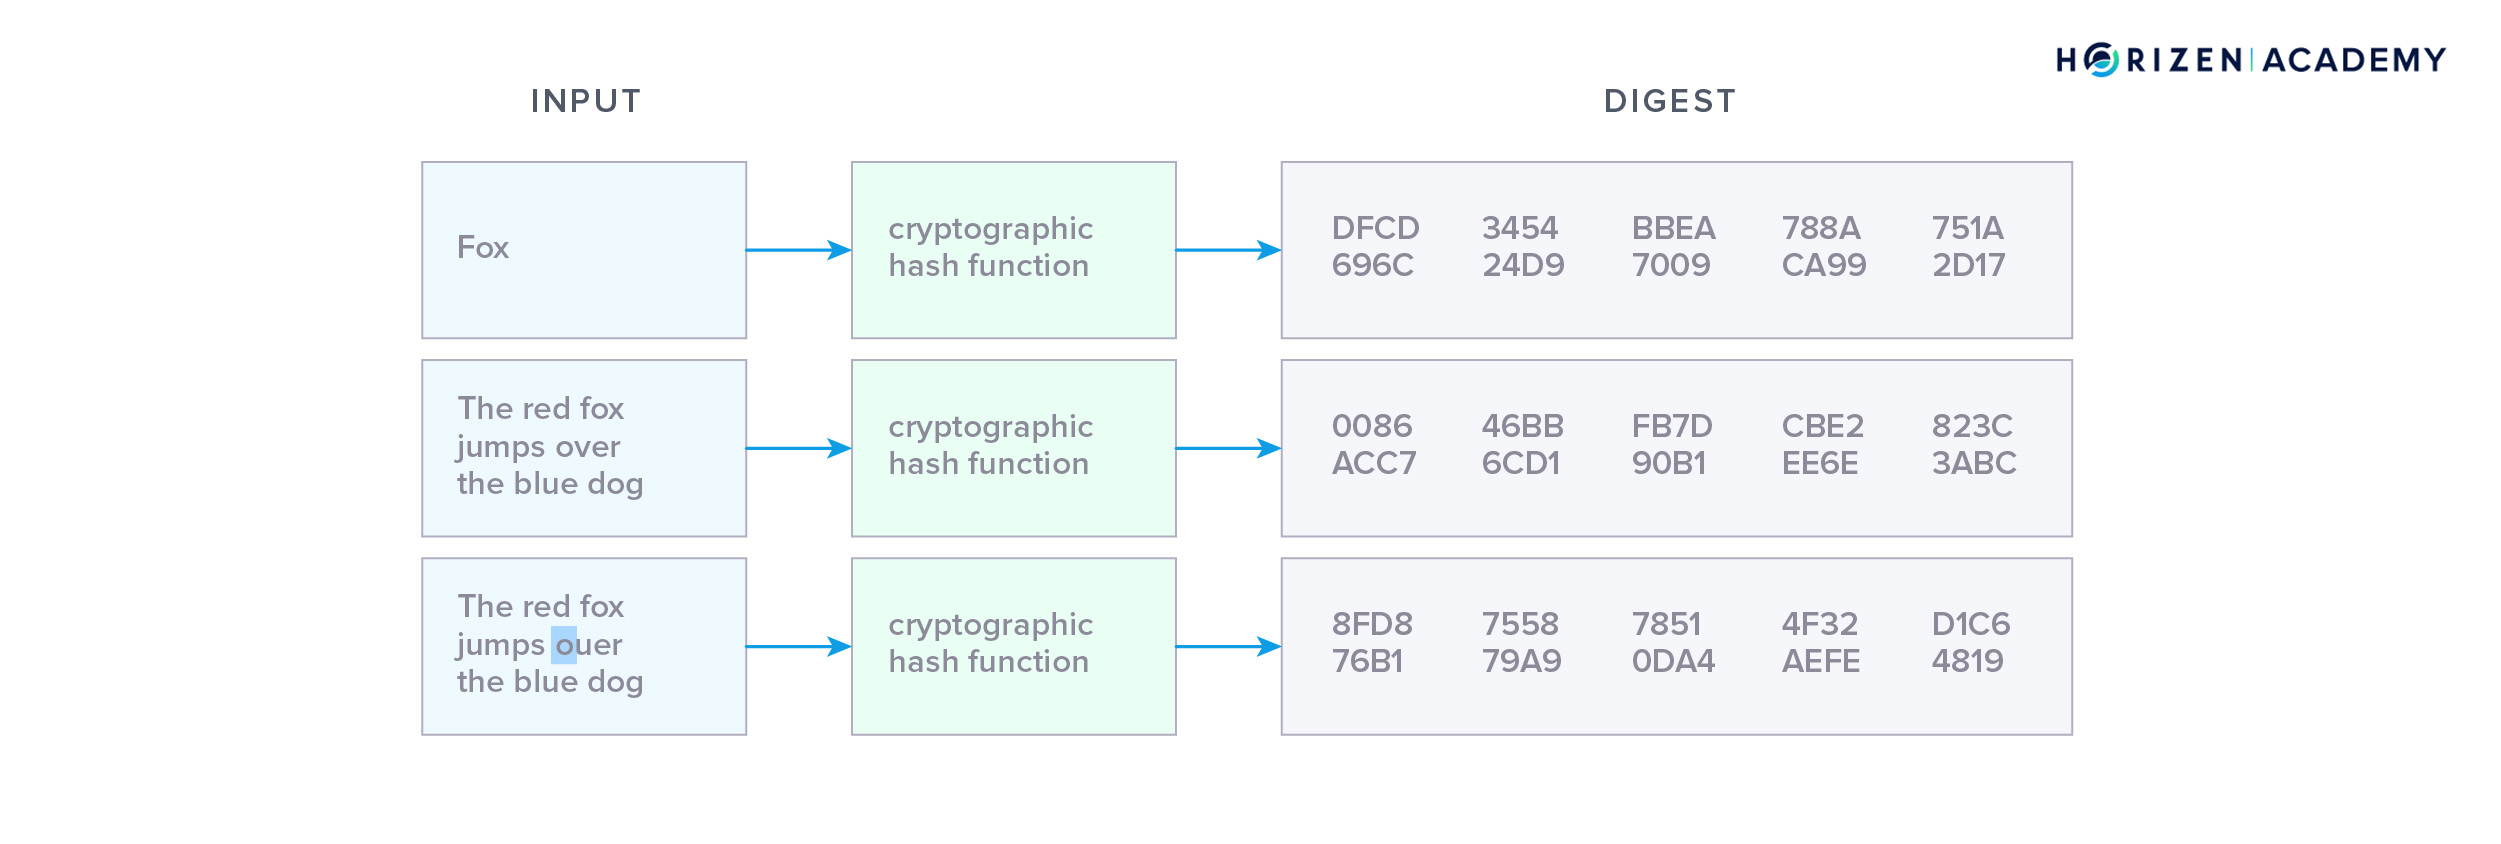 HORIZEN ACADEMY
INPUT
DIGEST
Fox
cryptographic
hash function
DFCD 3454 BBEA 788A 751A
696C 24D9 7009 CA99 2D17
The red fox
jumps over
the blue dog
cryptographic
hash function
0086 46BB FB7D CBE2 823C
ACC7 6CD1 90B1 EE6E 3ABC
The red fox
jumps ouer
the blue dog
cryptographic
hash function
8FD8 7558 7851 4F32 D1C6
76B1 79A9 0DA4 AEFE 4819